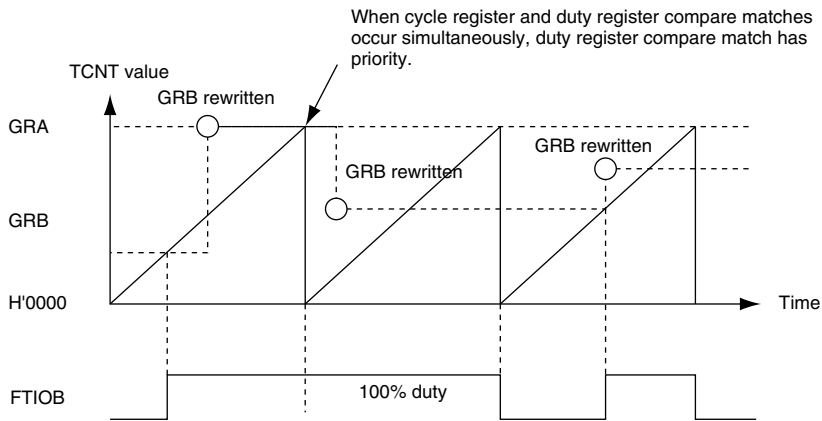 When cycle register and duty register compare matches
occur simultaneously, duty register compare match has
priority.
TCNT value
GRB rewritten
GRA
GRB rewritten
GRB rewritten
GRB
H'0000
Time
FTIOB
100% duty